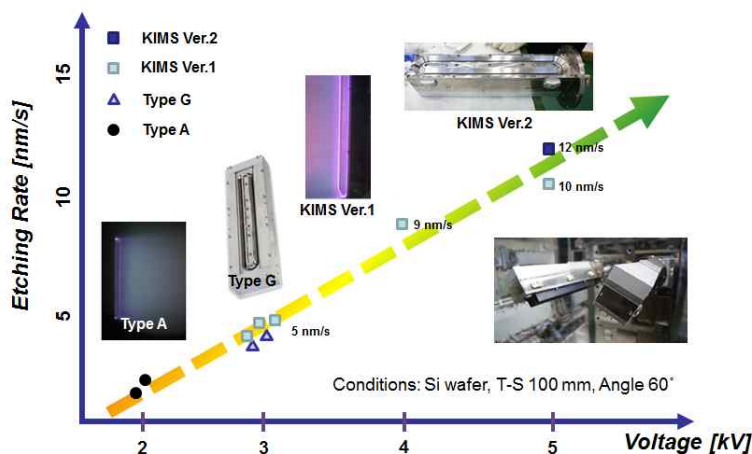 KIMS Ver.2
KIMS Ver.1
Type G
Type A
Etching Rate [nm/s]
15
10
5
KIMS Ver.2
KIMS Ver.1
Type G
Type A
12 nm/s
10 nm/s
9 nm/s
5 nm/s
Conditions: Si wafer, T-S 100 mm, Angle 60˚
2
3
4
5
Voltage [kV]